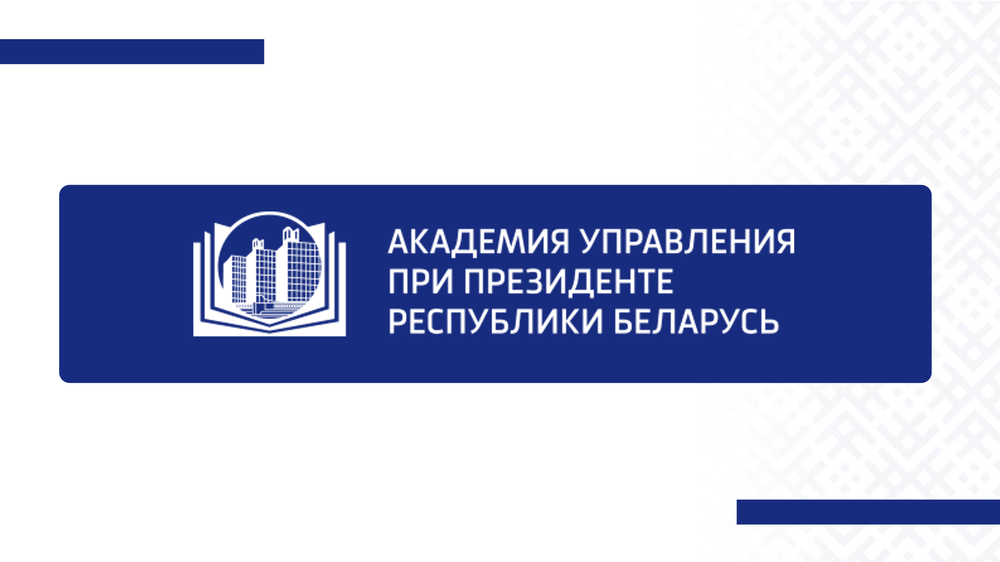 АКАДЕМИЯ УПРАВЛЕНИЯ
ПРИ ПРЕЗИДЕНТЕ
РЕСПУБЛИКИ БЕЛАРУСЬ